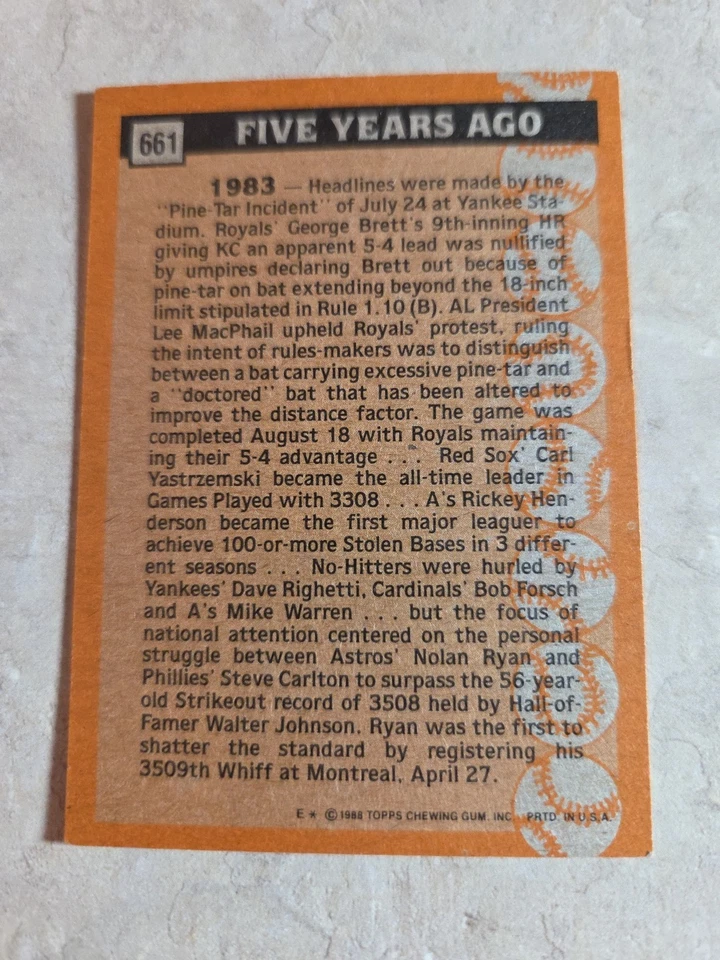 661
FIVE YEARS AGO
1983 — Headlines were made by the
"Pine-Tar Incident" of July 24 at Yankee Sta-
dium. Royals' George Brett's 9th-inning HR
giving KC an apparent 5-4 lead was nullified
by umpires declaring Brett out because of
pine-tar on bat extending beyond the 18-inch
limit stipulated in Rule 1.10 (B). AL President
Lee MacPhail upheld Royals' protest, ruling
the intent of rules-makers was to distinguish
between a bat carrying excessive pine-tar and
a "doctored" bat that has been altered to
improve the distance factor. The game was
completed August 18 with Royals maintain-
ing their 5-4 advantage . . . Red Sox' Carl
Yastrzemski became the all-time leader in
Games Played with 3308 . . . A's Rickey Hen-
derson became the first major leaguer to
achieve 100-or-more Stolen Bases in 3 differ-
ent seasons . . . No-Hitters were hurled by
Yankees' Dave Righetti, Cardinals' Bob Forsch
and A's Mike Warren . . . but the focus of
national attention centered on the personal
struggle between Astros' Nolan Ryan and
Phillies' Steve Carlton to surpass the 56-year-
old Strikeout record of 3508 held by Hall-of-
Famer Walter Johnson. Ryan was the first to
shatter the standard by registering his
3509th Whiff at Montreal, April 27.
E * © 1988 TOPPS CHEWING GUM, INC. PRTD. IN U.S.A.